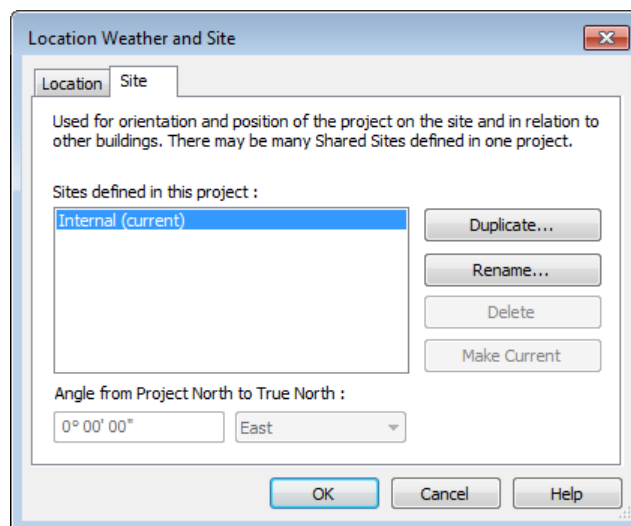 Location Weather and Site
Location
Site
Used for orientation and position of the project on the site and in relation to
other buildings. There may be many Shared Sites defined in one project.
Sites defined in this project :
Internal (current)
Duplicate...
Rename...
Delete
Make Current
Angle from Project North to True North :
0° 00' 00"
East
OK
Cancel
Help